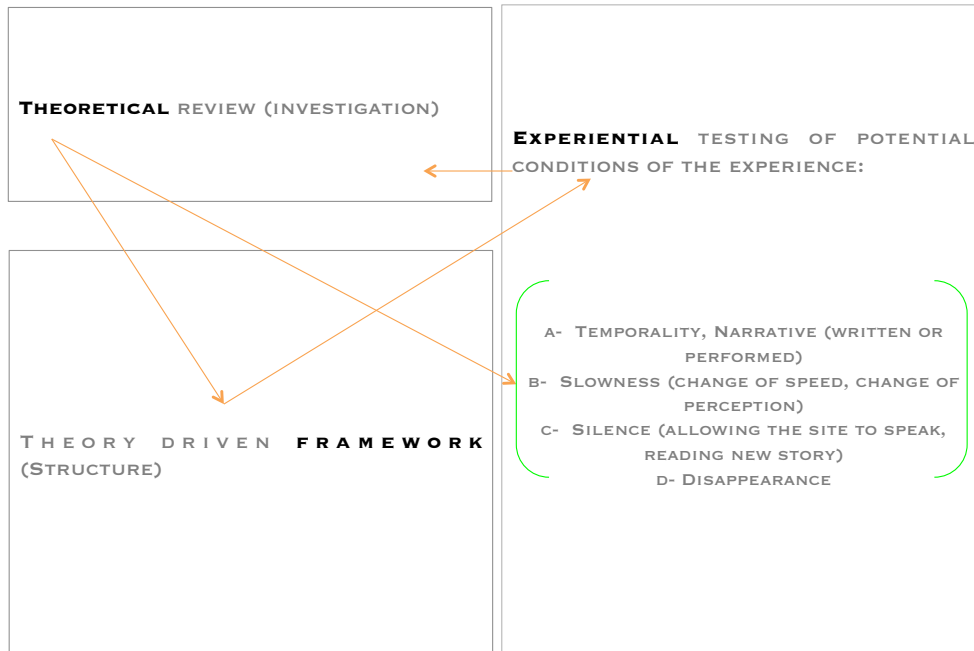 THEORETICAL REVIEW (INVESTIGATION)
THEORY DRIVEN FRAMEWORK
(STRUCTURE)
EXPERIENTIAL TESTING OF POTENTIAL
CONDITIONS OF THE EXPERIENCE:
A- TEMPORALITY, NARRATIVE (WRITTEN OR
PERFORMED)
B- SLOWNESS (CHANGE OF SPEED, CHANGE OF
PERCEPTION)
C- SILENCE (ALLOWING THE SITE TO SPEAK,
READING NEW STORY)
D- DISAPPEARANCE